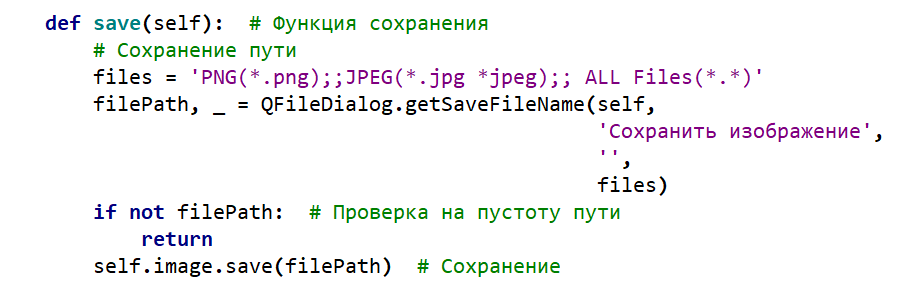 def save(self):  # Функция сохранения
    # Сохранение пути
    files = 'PNG(*.png);;JPEG(*.jpg *jpeg);; ALL Files(*.*)'
    filePath, _ = QFileDialog.getSaveFileName(self,
                                              'Сохранить изображение',
                                              '',
                                              files)
    if not filePath:  # Проверка на пустоту пути
        return
    self.image.save(filePath)  # Сохранение